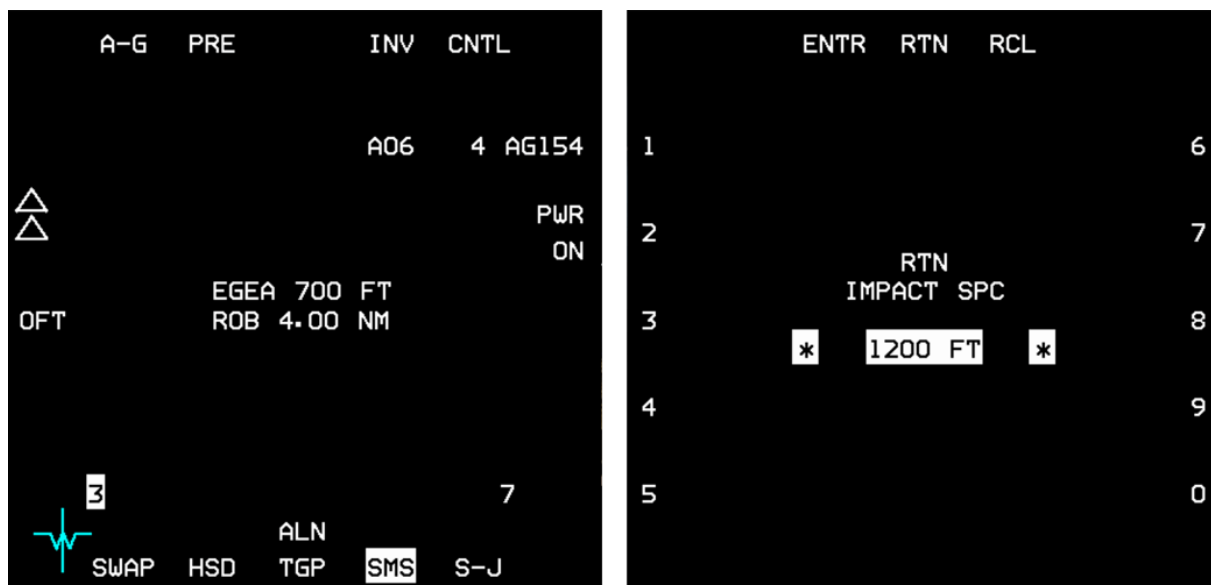 A-G PRE INV CNTL
A06 4 AG154
PWR
ON
EGEA 700 FT
OFT ROB 4.00 NM
3 7
ALN
SWAP HSD TGP SMS S-J
ENTR RTN RCL
1 6
2 7
RTN
IMPACT SPC
3 8
* 1200 FT *
4 9
5 0